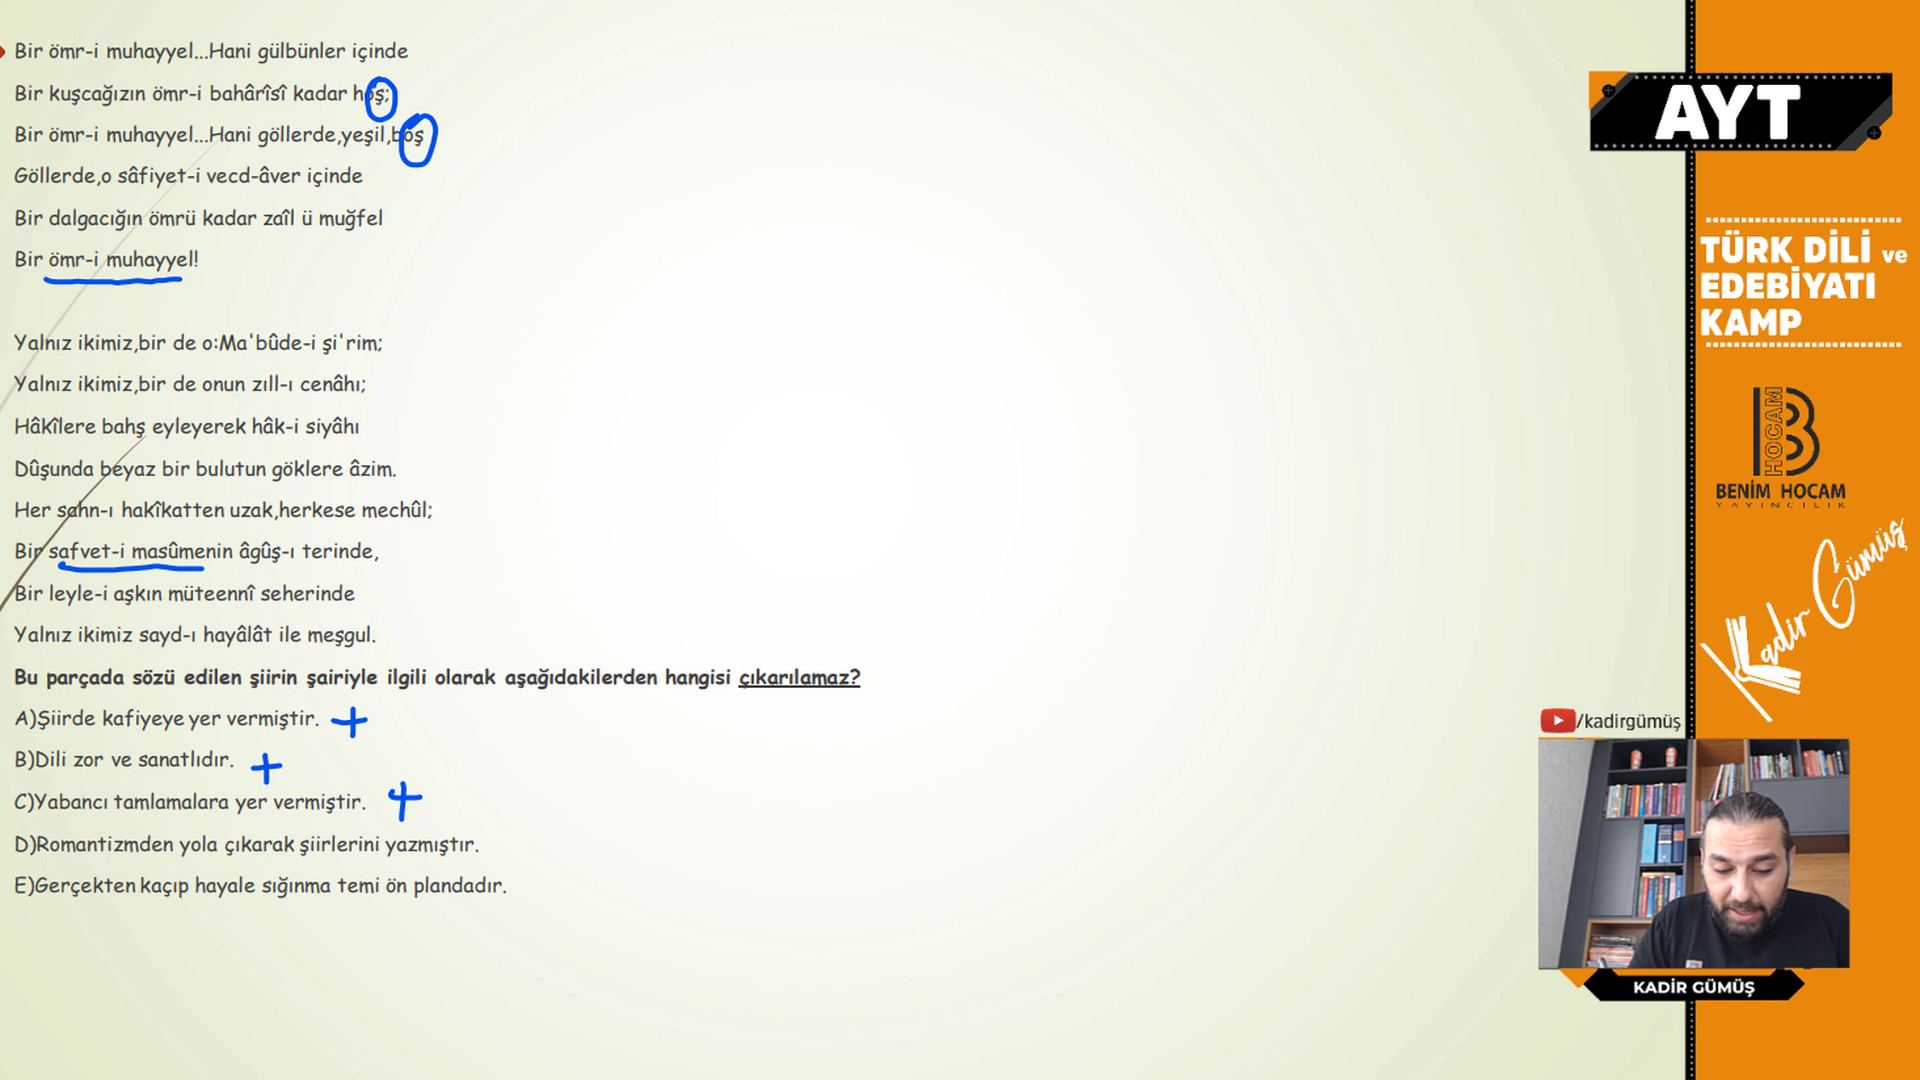 Bir ömr-i muhayyel...Hani gülbünler içinde
Bir kuşcağızın ömr-i bahârîsî kadar hoş;
Bir ömr-i muhayyel...Hani göllerde,yeşil,boş
Göllerde,o sâfiyet-i vecd-âver içinde
Bir dalgacığın ömrü kadar zaîl ü muğfel
Bir ömr-i muhayyel!
Yalnız ikimiz,bir de o:Ma'bûde-i şi'rim;
Yalnız ikimiz,bir de onun zıll-ı cenâhı;
Hâkîlere bahş eyleyerek hâk-i siyâhı
Dûşunda beyaz bir bulutun göklere âzim.
Her sahn-ı hakîkatten uzak,herkese mechûl;
Bir safvet-i masûmenin âgûş-ı terinde,
Bir leyle-i aşkın müteennî seherinde
Yalnız ikimiz sayd-ı hayâlât ile meşgul.
Bu parçada sözü edilen şiirin şairiyle ilgili olarak aşağıdakilerden hangisi çıkarılamaz?
A)Şiirde kafiyeye yer vermiştir.
B)Dili zor ve sanatlıdır.
C)Yabancı tamlamalara yer vermiştir.
D)Romantizmden yola çıkarak şiirlerini yazmıştır.
E)Gerçekten kaçıp hayale sığınma temi ön plandadır.
AYT
TÜRK DİLİ ve
EDEBİYATI
KAMP
B HOCAM
BENİM HOCAM
YAYINCILIK
Kadir Gümüş
/kadirgümüş
KADİR GÜMÜŞ